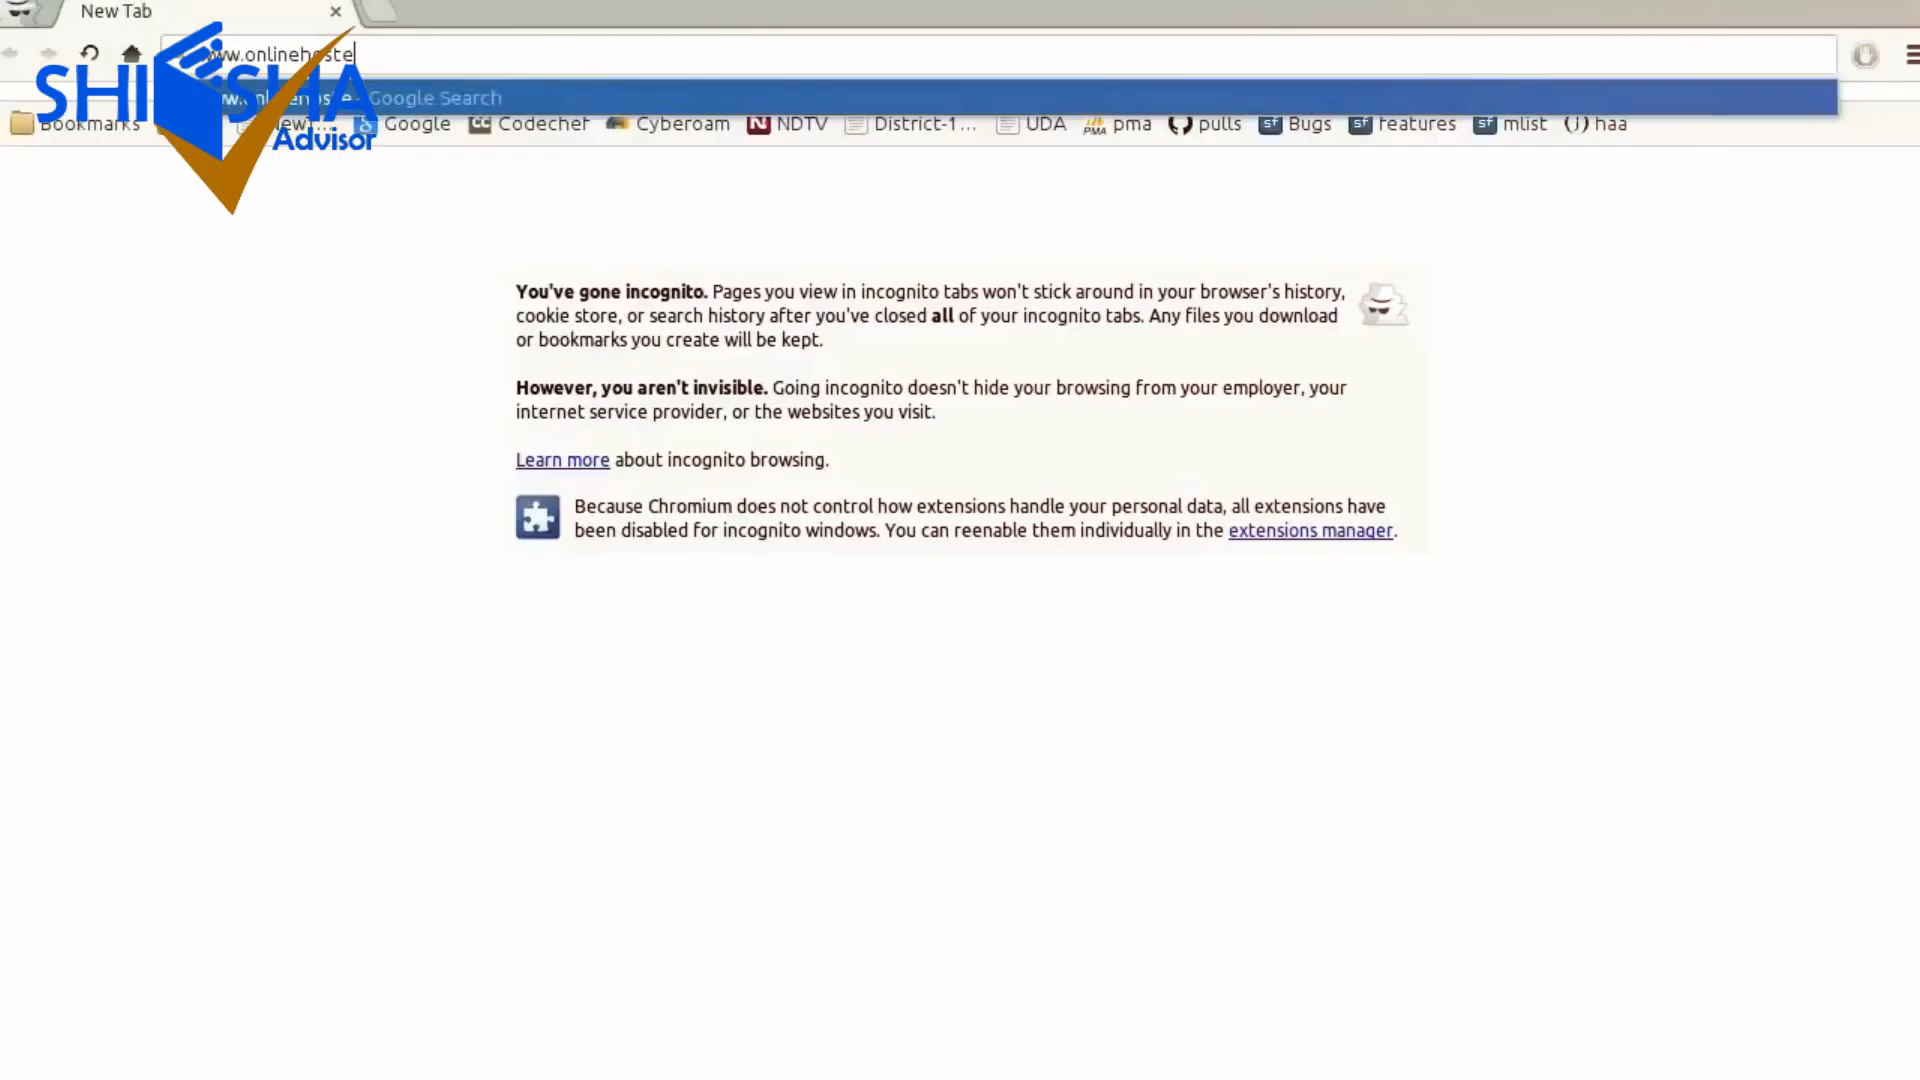 New Tab
www.onlinehoste
Google Search
SHIKSHA
Advisor
Bookmarks
Google
Codechef
Cyberoam
NDTV
District-1...
UDA
pma
pulls
Bugs
features
mlist
haa
You've gone incognito. Pages you view in incognito tabs won't stick around in your browser's history,
cookie store, or search history after you've closed all of your incognito tabs. Any files you download
or bookmarks you create will be kept.
However, you aren't invisible. Going incognito doesn't hide your browsing from your employer, your
internet service provider, or the websites you visit.
Learn more about incognito browsing.
Because Chromium does not control how extensions handle your personal data, all extensions have
been disabled for incognito windows. You can reenable them individually in the extensions manager.